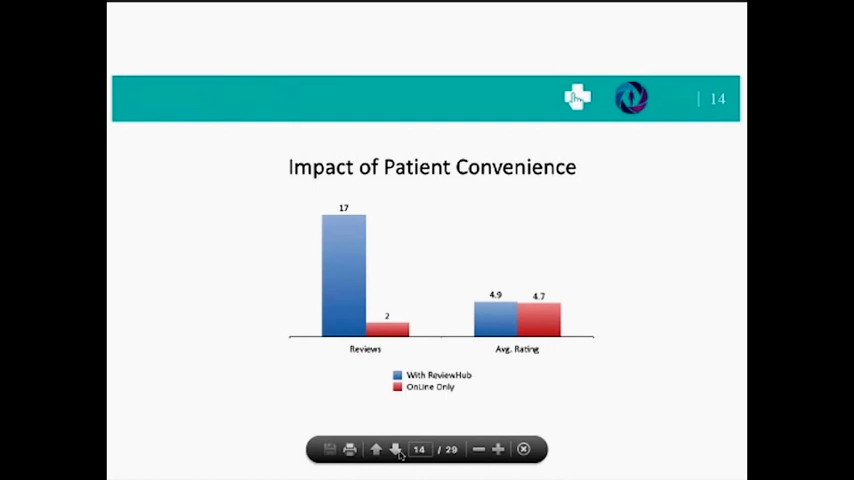 | 14
Impact of Patient Convenience
17
2
4.9
4.7
Reviews
Avg. Rating
With ReviewHub
OnLine Only
14 / 29